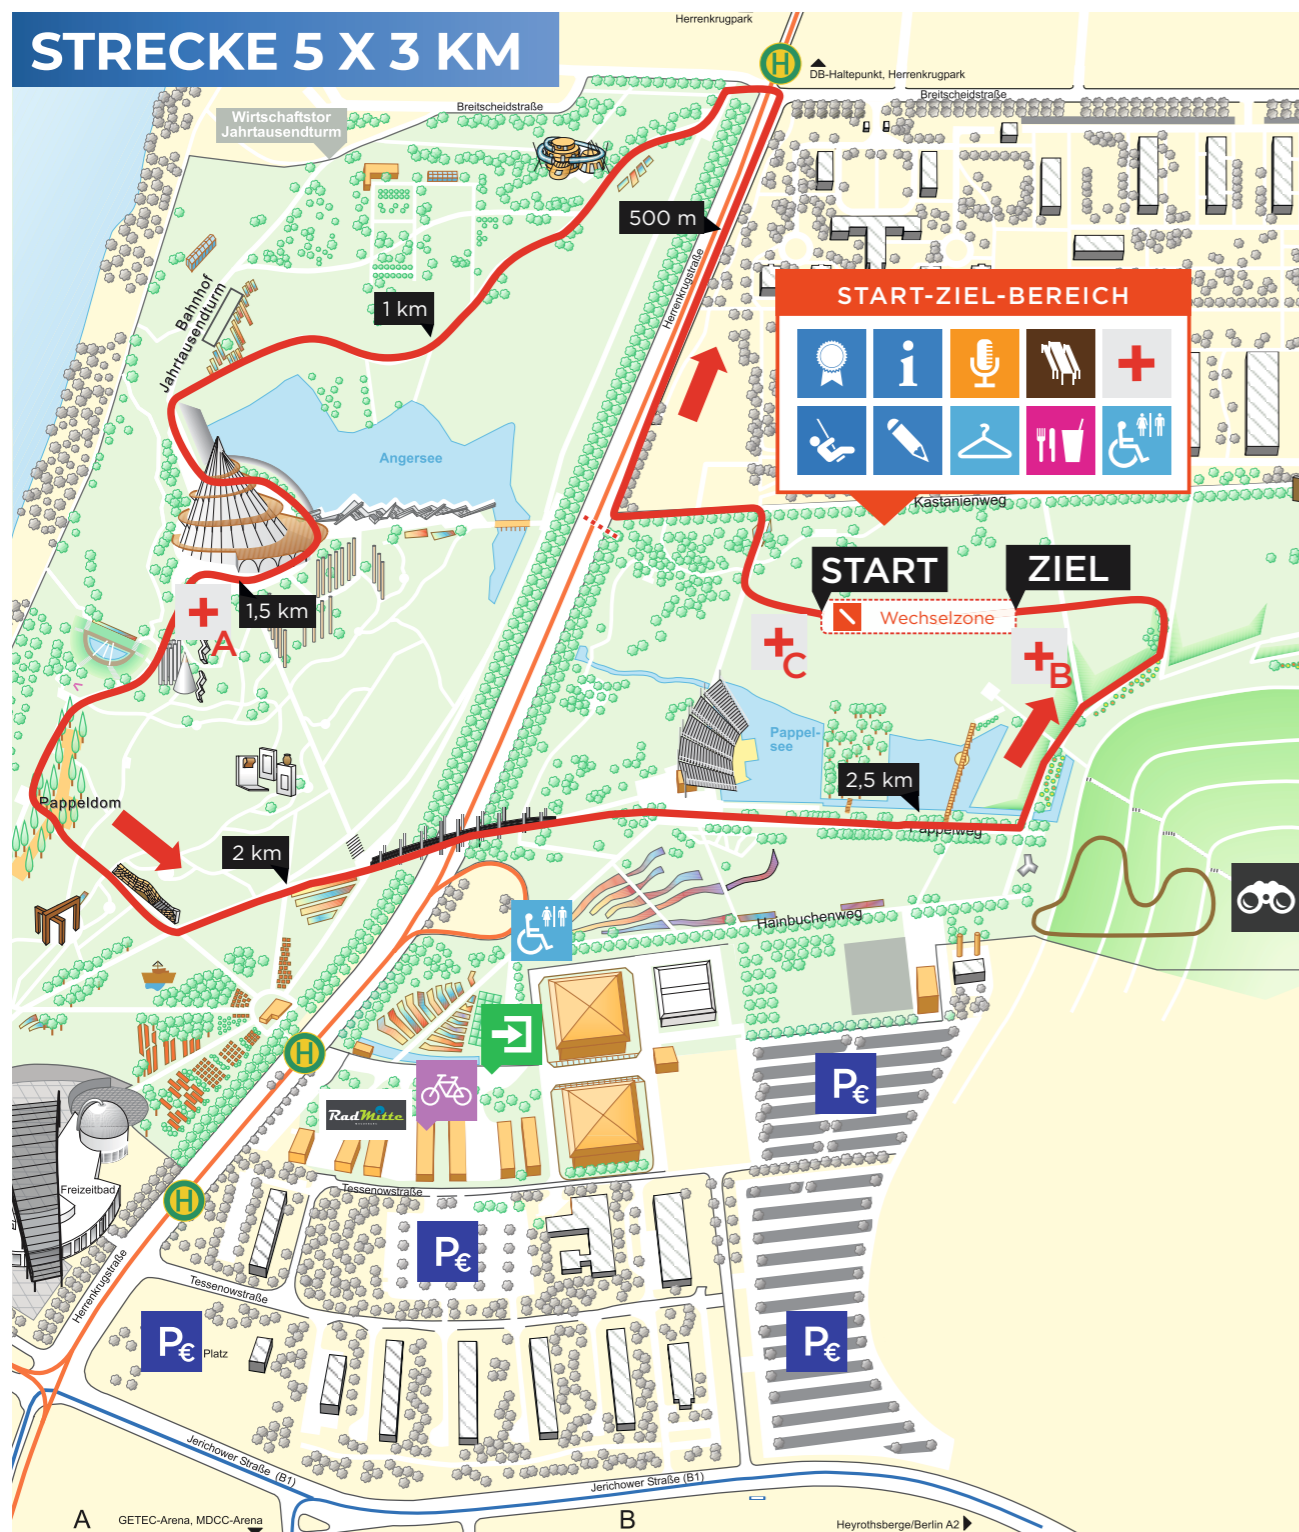 STRECKE 5 X 3 KM
Herrenkrugpark
H
DB-Haltepunkt, Herrenkrugpark
Breitscheidstraße
Breitscheidstraße
Wirtschaftstor
Jahrtausendturm
500 m
Herrenkrugstraße
Bahnhof
Jahrtausendturm
1 km
START-ZIEL-BEREICH
i
Angersee
Kastanienweg
START
ZIEL
Wechselzone
1,5 km
A
C
B
Pappel-
see
2,5 km
Pappelweg
Pappeldom
2 km
Hainbuchenweg
H
P€
RadMitte
Tessenowstraße
Freizeitbad
H
P€
Herrenkrugstraße
Tessenowstraße
P€
Platz
P€
Jerichower Straße (B1)
Jerichower Straße (B1)
A
GETEC-Arena, MDCC-Arena
B
Heyrothsberge/Berlin A2